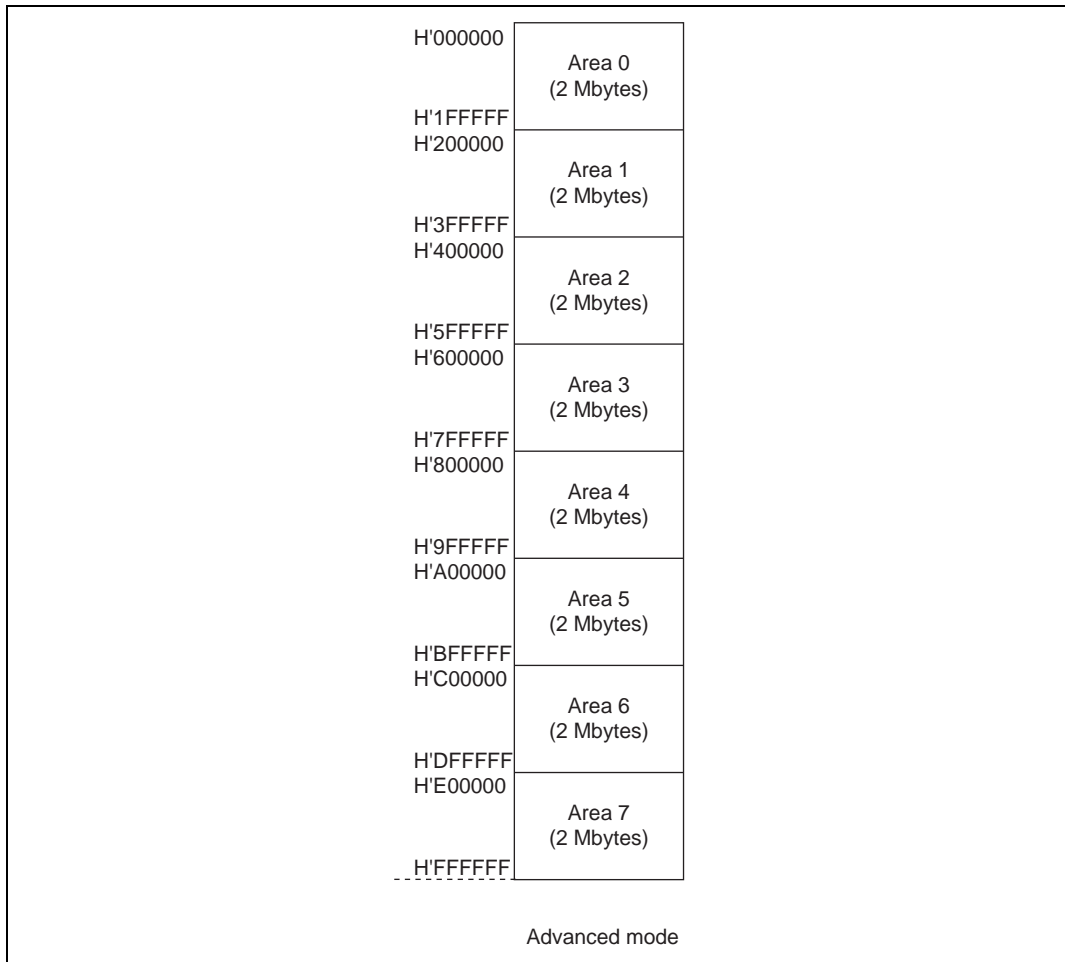 H'000000
Area 0
(2 Mbytes)
H'1FFFFF
H'200000
Area 1
(2 Mbytes)
H'3FFFFF
H'400000
Area 2
(2 Mbytes)
H'5FFFFF
H'600000
Area 3
(2 Mbytes)
H'7FFFFF
H'800000
Area 4
(2 Mbytes)
H'9FFFFF
H'A00000
Area 5
(2 Mbytes)
H'BFFFFF
H'C00000
Area 6
(2 Mbytes)
H'DFFFFF
H'E00000
Area 7
(2 Mbytes)
H'FFFFFF
Advanced mode